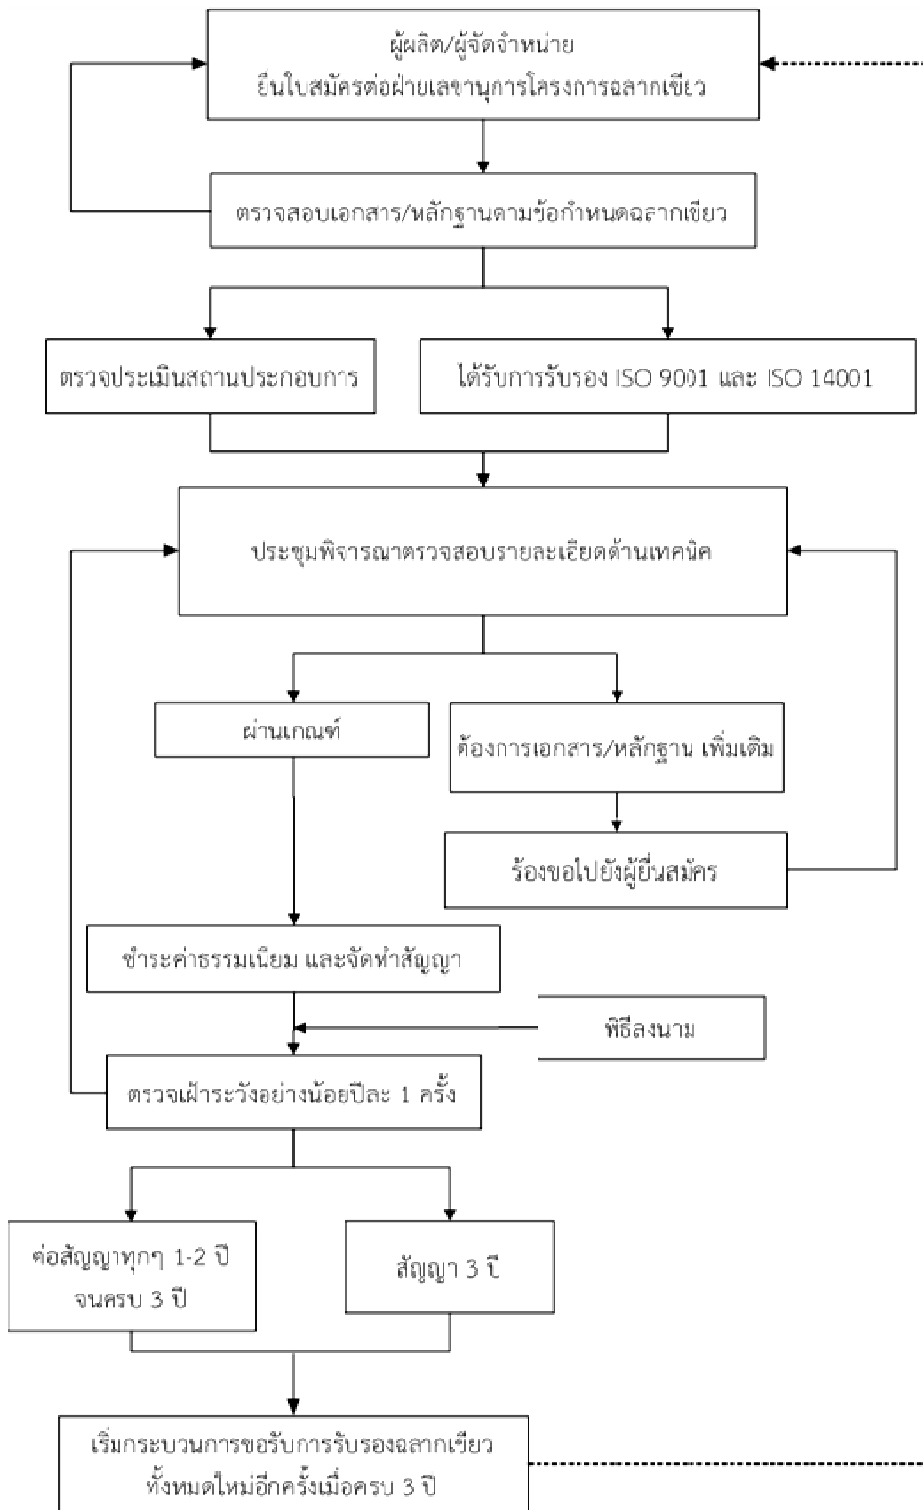 ผู้ผลิต/ผู้จัดจำหน่าย
ยื่นใบสมัครต่อฝ่ายเลขานุการโครงการฉลากเขียว
ตรวจสอบเอกสาร/หลักฐานตามข้อกำหนดฉลากเขียว
ตรวจประเมินสถานประกอบการ
ได้รับการรับรอง ISO 9001 และ ISO 14001
ประชุมพิจารณาตรวจสอบรายละเอียดด้านเทคนิค
ผ่านเกณฑ์
ต้องการเอกสาร/หลักฐาน เพิ่มเติม
ร้องขอไปยังผู้ยื่นสมัคร
ชำระค่าธรรมเนียม และจัดทำสัญญา
พิธีลงนาม
ตรวจเฝ้าระวังอย่างน้อยปีละ 1 ครั้ง
ต่อสัญญาทุกๆ 1-2 ปี
จนครบ 3 ปี
สัญญา 3 ปี
เริ่มกระบวนการขอรับการรับรองฉลากเขียว
ทั้งหมดใหม่อีกครั้งเมื่อครบ 3 ปี